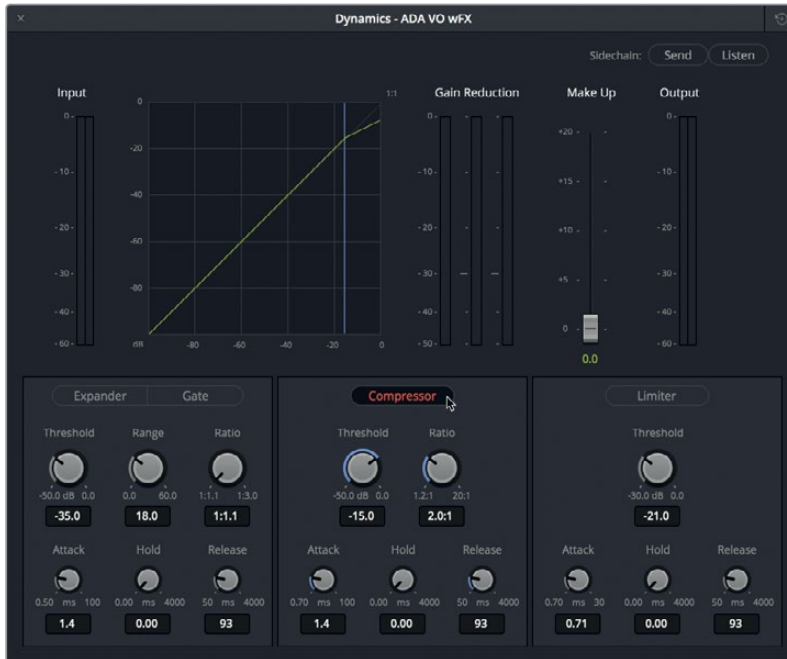 Dynamics - ADA VO wFX
Sidechain: Send Listen
Input 1:1 Gain Reduction Make Up Output
0 0 0 +20 0
-10 -20 -10 +15 -10
-20 -40 -20 +10 -20
-30 -60 -30 +5 -30
-40 -80 -40 0 -40
-60 dB -80 -60 -40 -20 0 -50 -60
0.0
Expander Gate Compressor Limiter
Threshold Range Ratio Threshold Ratio Threshold
-50.0 dB 0.0 0.0 60.0 1:1.1 1:3.0 -50.0 dB 0.0 1.2:1 20:1 -30.0 dB 0.0
-35.0 18.0 1:1.1 -15.0 2.0:1 -21.0
Attack Hold Release Attack Hold Release Attack Hold Release
0.50 ms 100 0.00 ms 4000 50 ms 4000 0.70 ms 100 0.00 ms 4000 50 ms 4000 0.70 ms 30 0.00 ms 4000 50 ms 4000
1.4 0.00 93 1.4 0.00 93 0.71 0.00 93